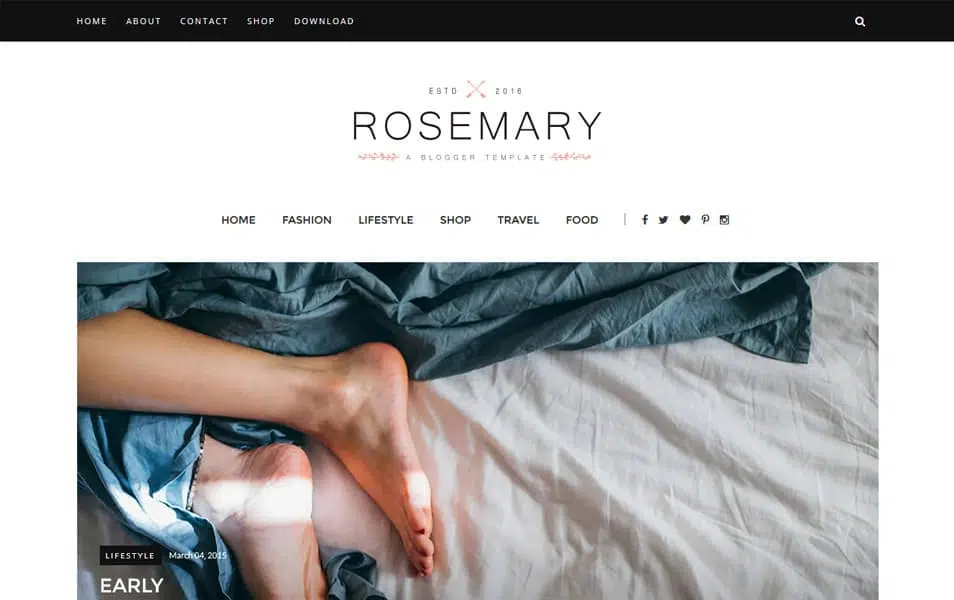 HOME ABOUT CONTACT SHOP DOWNLOAD
ESTD 2016
ROSEMARY
A BLOGGER TEMPLATE
HOME FASHION LIFESTYLE SHOP TRAVEL FOOD
LIFESTYLE March 04, 2015
EARLY